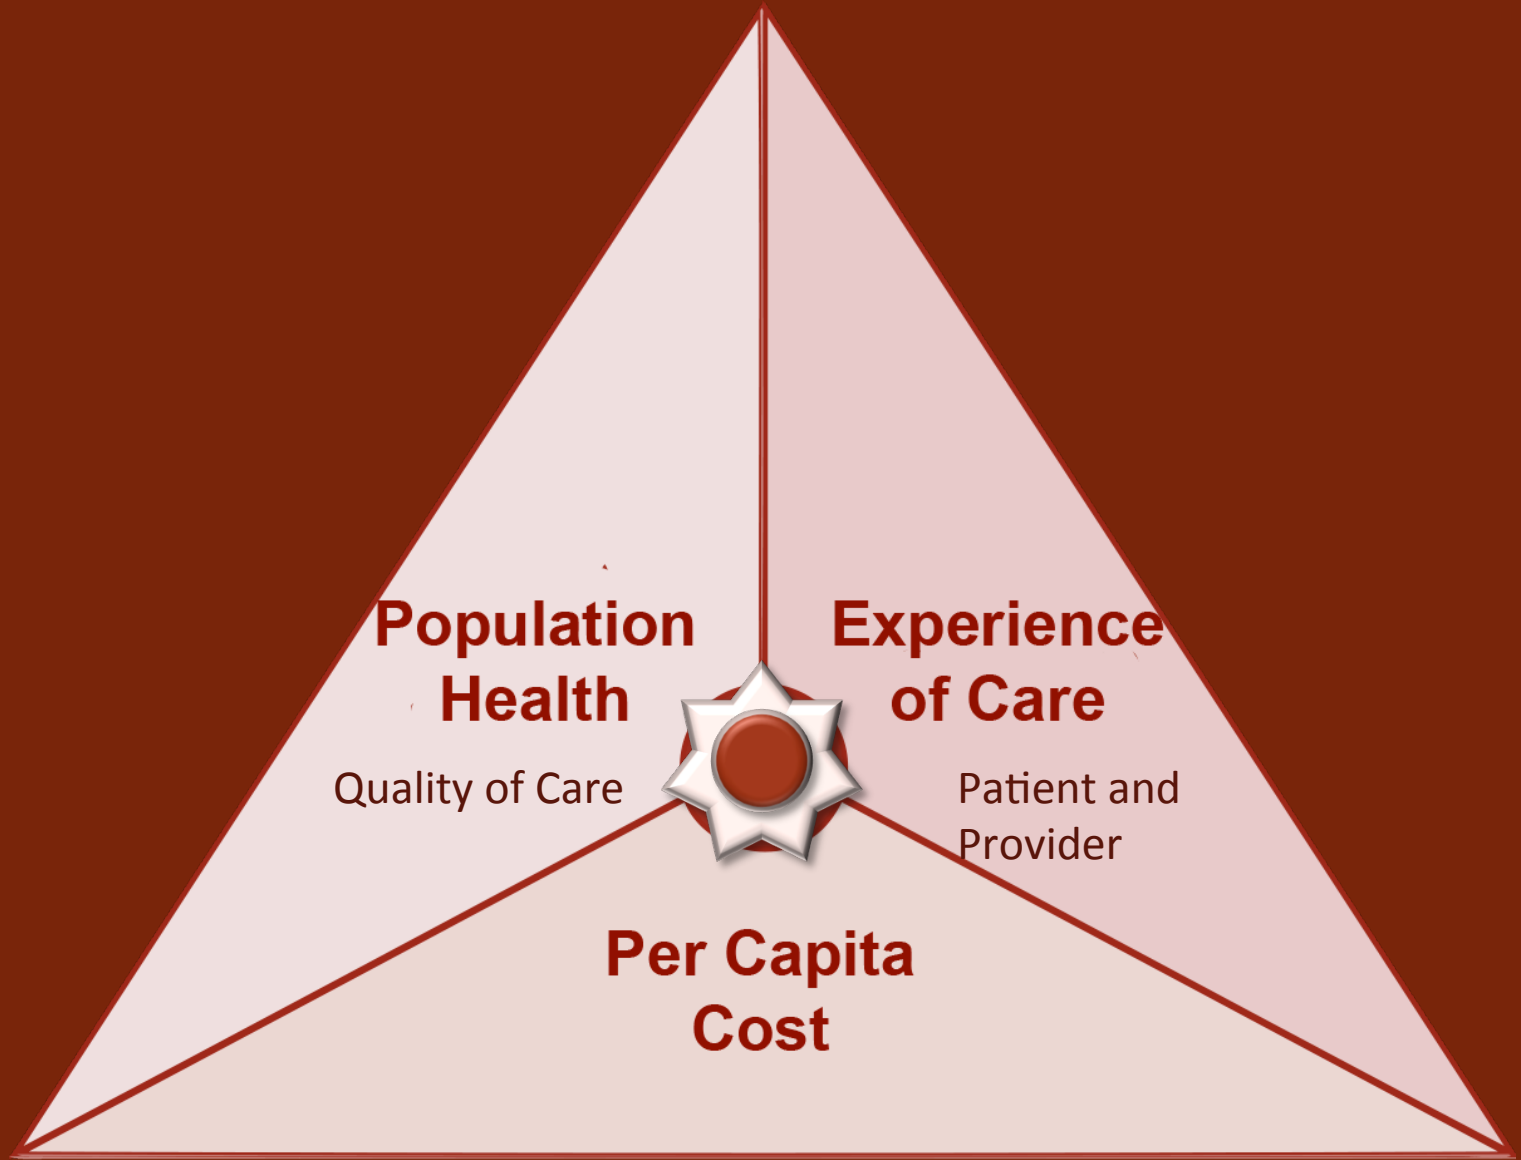 Population
Health
Quality of Care
Experience
of Care
Patient and
Provider
Per Capita
Cost